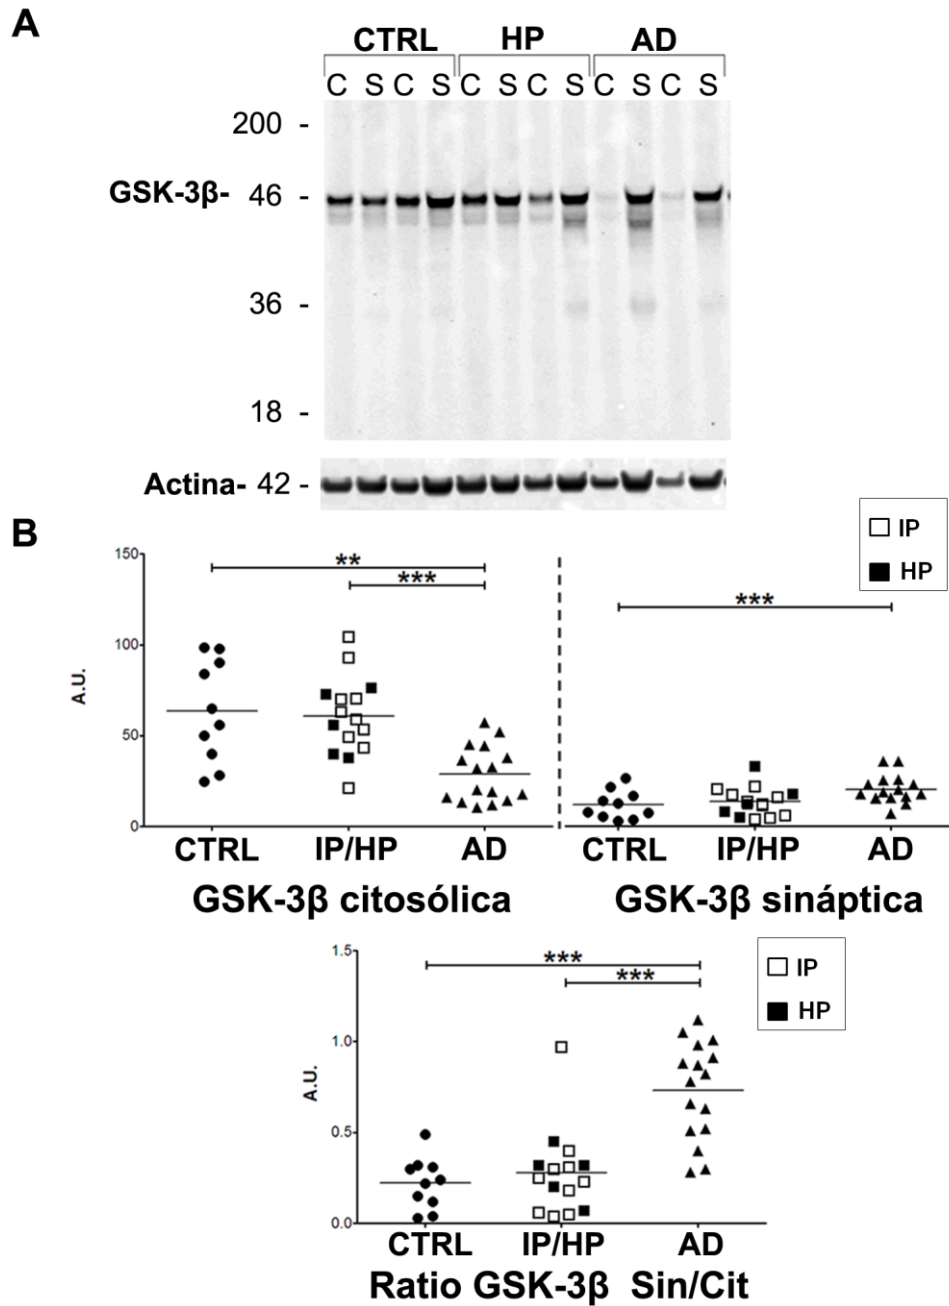 A
CTRL HP AD
C S C S C S C S C S C S
200 -
GSK-3β- 46 -
36 -
18 -
Actina- 42 -
B
IP
HP
150
100
50
0
A.U.
** 
***
***
CTRL IP/HP AD CTRL IP/HP AD
GSK-3β citosólica GSK-3β sináptica
IP
HP
1.5
1.0
0.5
0.0
A.U.
***
***
CTRL IP/HP AD
Ratio GSK-3β Sin/Cit